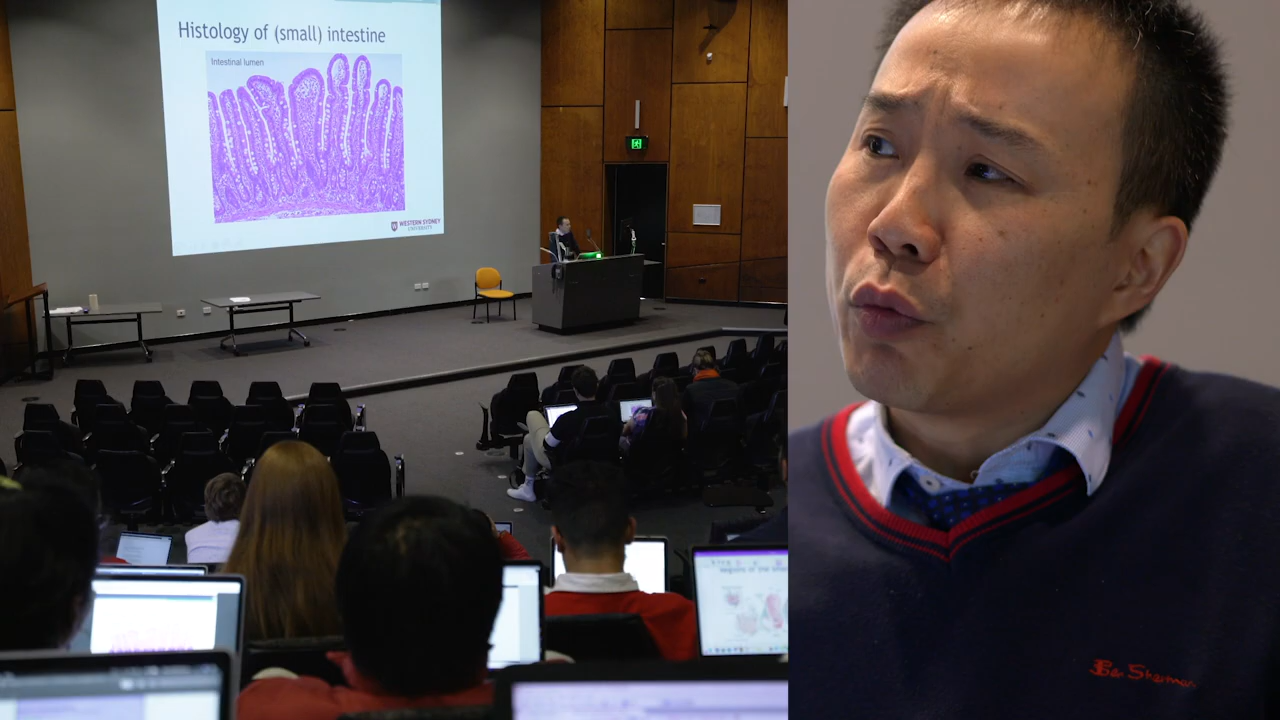 Histology of (small) intestine
Intestinal lumen
WESTERN SYDNEY
UNIVERSITY
Ben Sherman